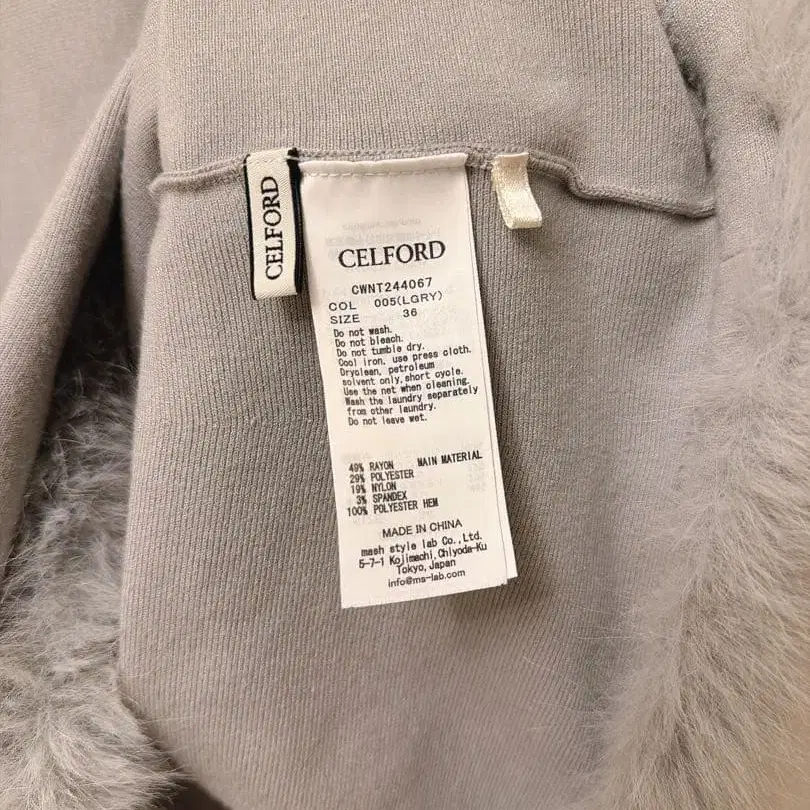 CELFORD
CELFORD
CWNT244067
COL 005(LGRY)
SIZE 36
Do not wash.
Do not bleach.
Do not tumble dry.
Cool iron, use press cloth.
Dryclean, petroleum
solvent only, short cycle.
Use the net when cleaning.
Wash the laundry separately
from other laundry.
Do not leave wet.
49% RAYON MAIN MATERIAL
29% POLYESTER
19% NYLON
3% SPANDEX
100% POLYESTER HEM
MADE IN CHINA
mash style lab Co., Ltd.
5-7-1 Kojimachi, Chiyoda-Ku
Tokyo, Japan
info@ms-lab.com